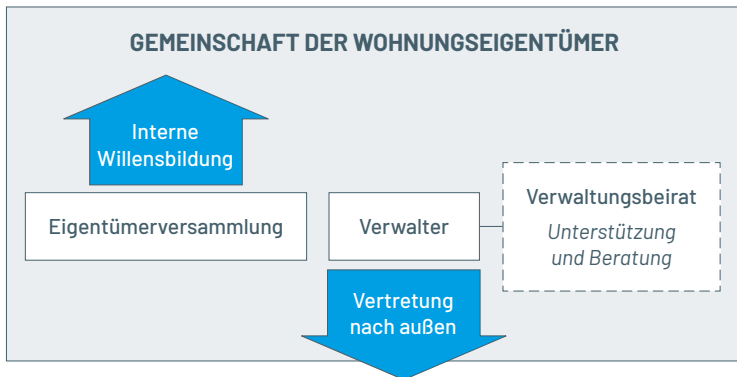 GEMEINSCHAFT DER WOHNUNGSEIGENTÜMER
Interne
Willensbildung
Eigentümerversammlung
Verwalter
Verwaltungsbeirat
Unterstützung
und Beratung
Vertretung
nach außen